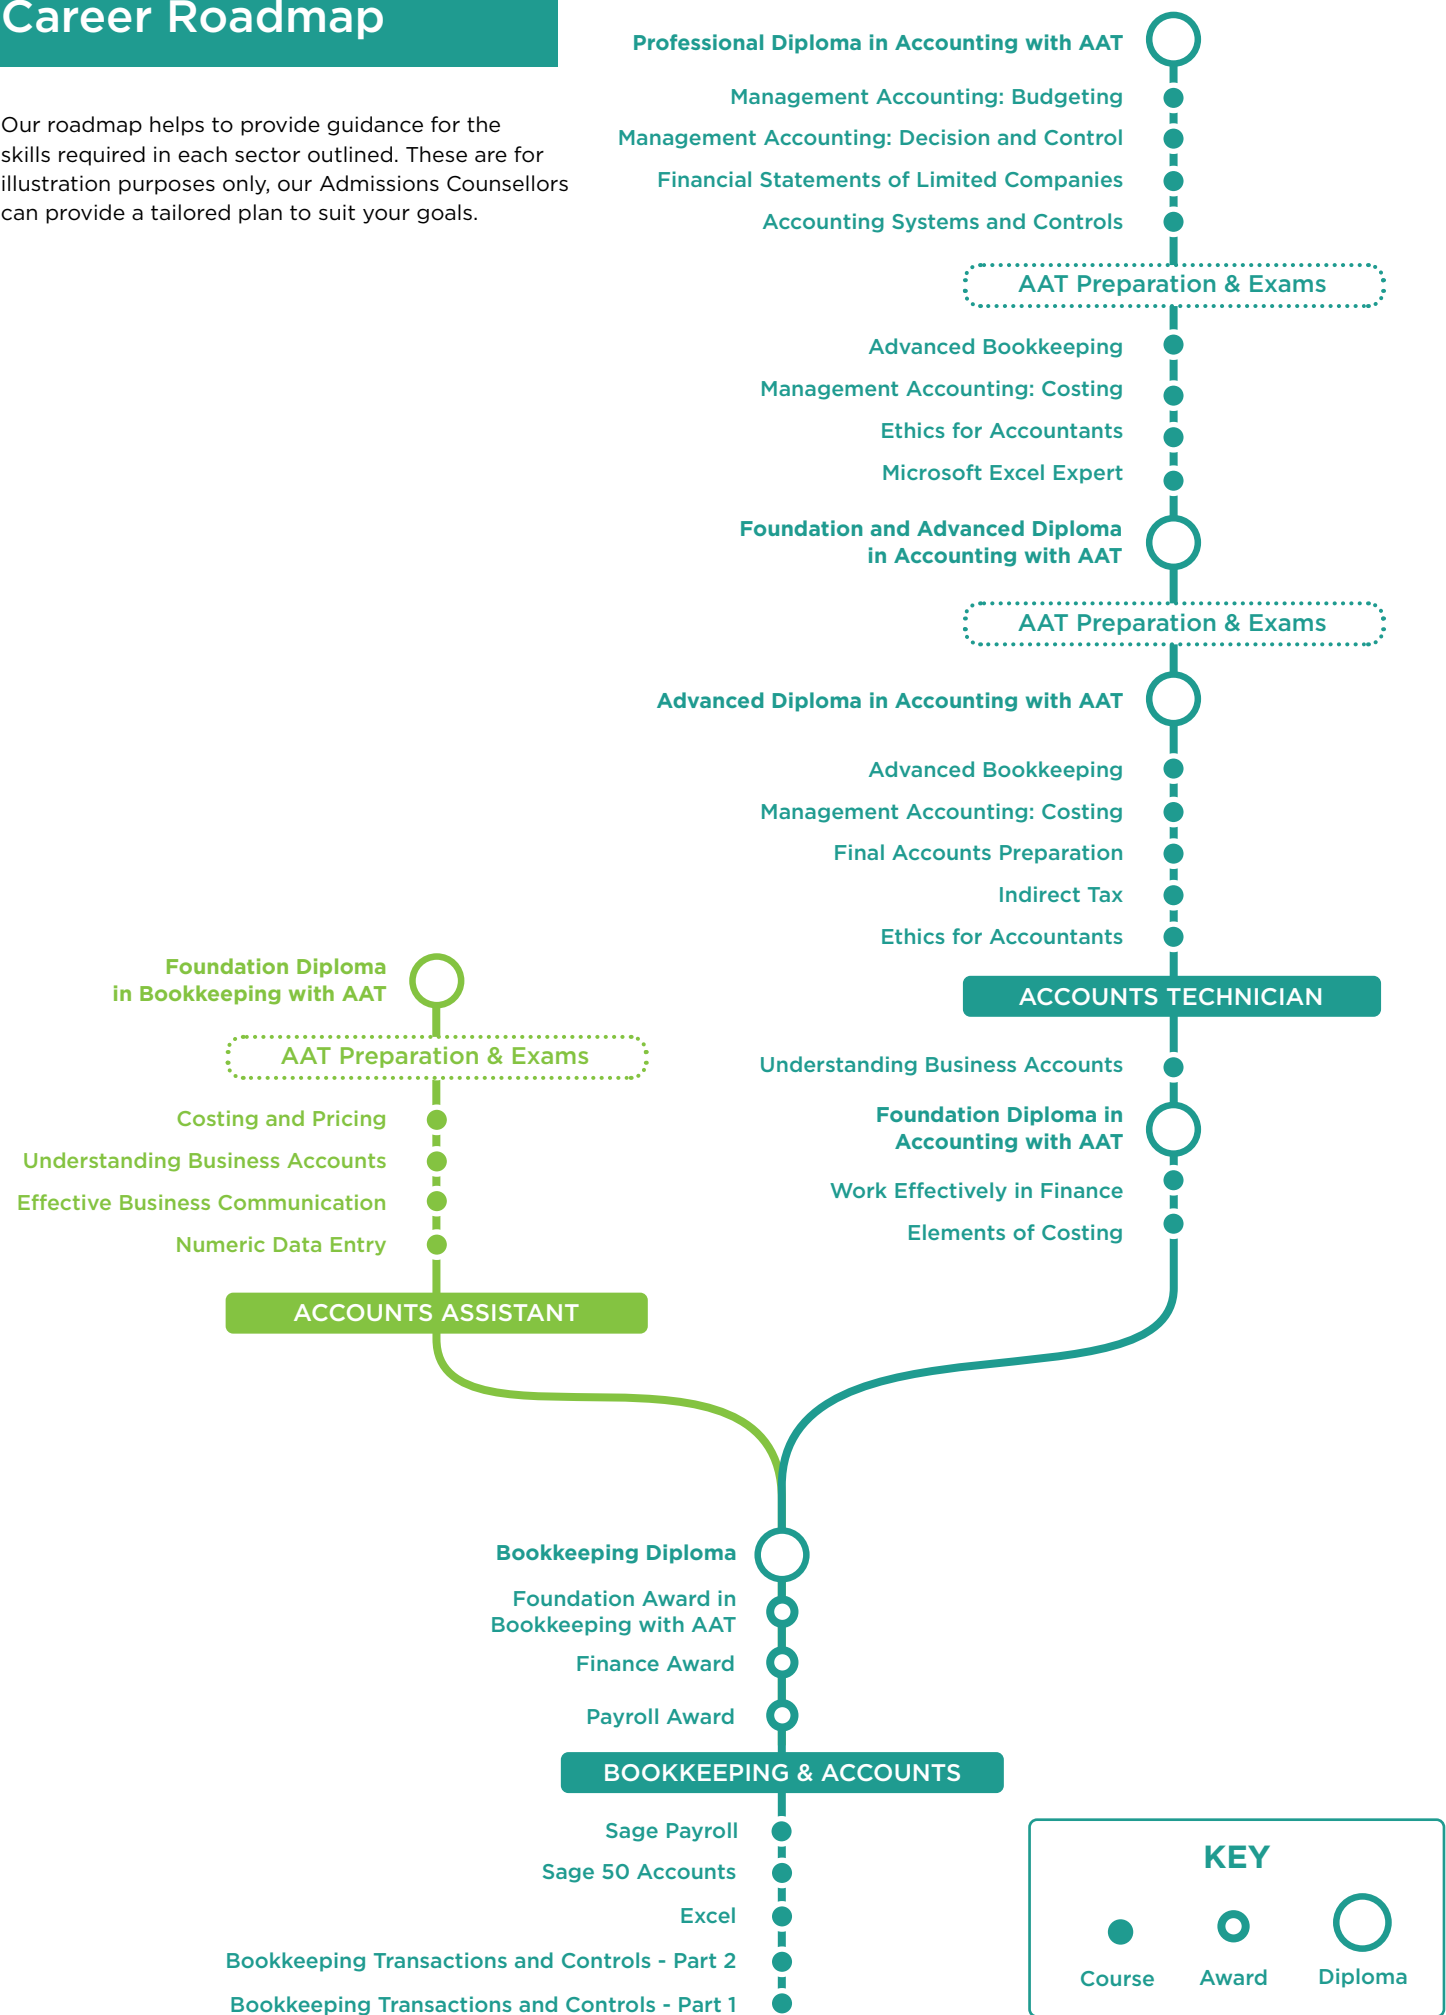 Career Roadmap
Our roadmap helps to provide guidance for the
skills required in each sector outlined. These are for
illustration purposes only, our Admissions Counsellors
can provide a tailored plan to suit your goals.
Professional Diploma in Accounting with AAT
Management Accounting: Budgeting
Management Accounting: Decision and Control
Financial Statements of Limited Companies
Accounting Systems and Controls
AAT Preparation & Exams
Advanced Bookkeeping
Management Accounting: Costing
Ethics for Accountants
Microsoft Excel Expert
Foundation and Advanced Diploma
in Accounting with AAT
AAT Preparation & Exams
Advanced Diploma in Accounting with AAT
Advanced Bookkeeping
Management Accounting: Costing
Final Accounts Preparation
Indirect Tax
Ethics for Accountants
ACCOUNTS TECHNICIAN
Understanding Business Accounts
Foundation Diploma in
Accounting with AAT
Work Effectively in Finance
Elements of Costing
Foundation Diploma
in Bookkeeping with AAT
AAT Preparation & Exams
Costing and Pricing
Understanding Business Accounts
Effective Business Communication
Numeric Data Entry
ACCOUNTS ASSISTANT
Bookkeeping Diploma
Foundation Award in
Bookkeeping with AAT
Finance Award
Payroll Award
BOOKKEEPING & ACCOUNTS
Sage Payroll
Sage 50 Accounts
Excel
Bookkeeping Transactions and Controls - Part 2
Bookkeeping Transactions and Controls - Part 1
KEY
Course
Award
Diploma